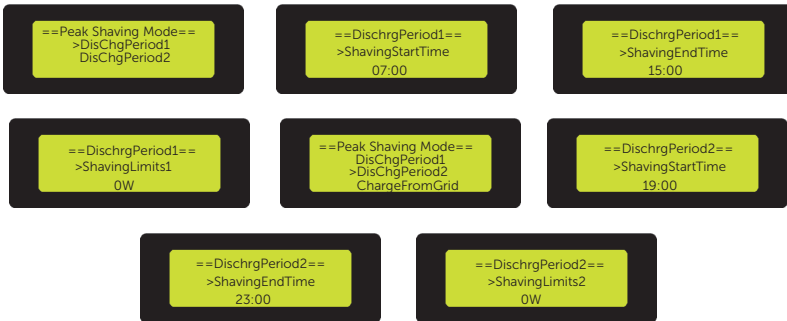 ==Peak Shaving Mode==
>DisChgPeriod1
DisChgPeriod2
==DischrgPeriod1==
>ShavingStartTime
07:00
==DischrgPeriod1==
>ShavingEndTime
15:00
==DischrgPeriod1==
>ShavingLimits1
0W
==Peak Shaving Mode==
DisChgPeriod1
>DisChgPeriod2
ChargeFromGrid
==DischrgPeriod2==
>ShavingStartTime
19:00
==DischrgPeriod2==
>ShavingEndTime
23:00
==DischrgPeriod2==
>ShavingLimits2
0W